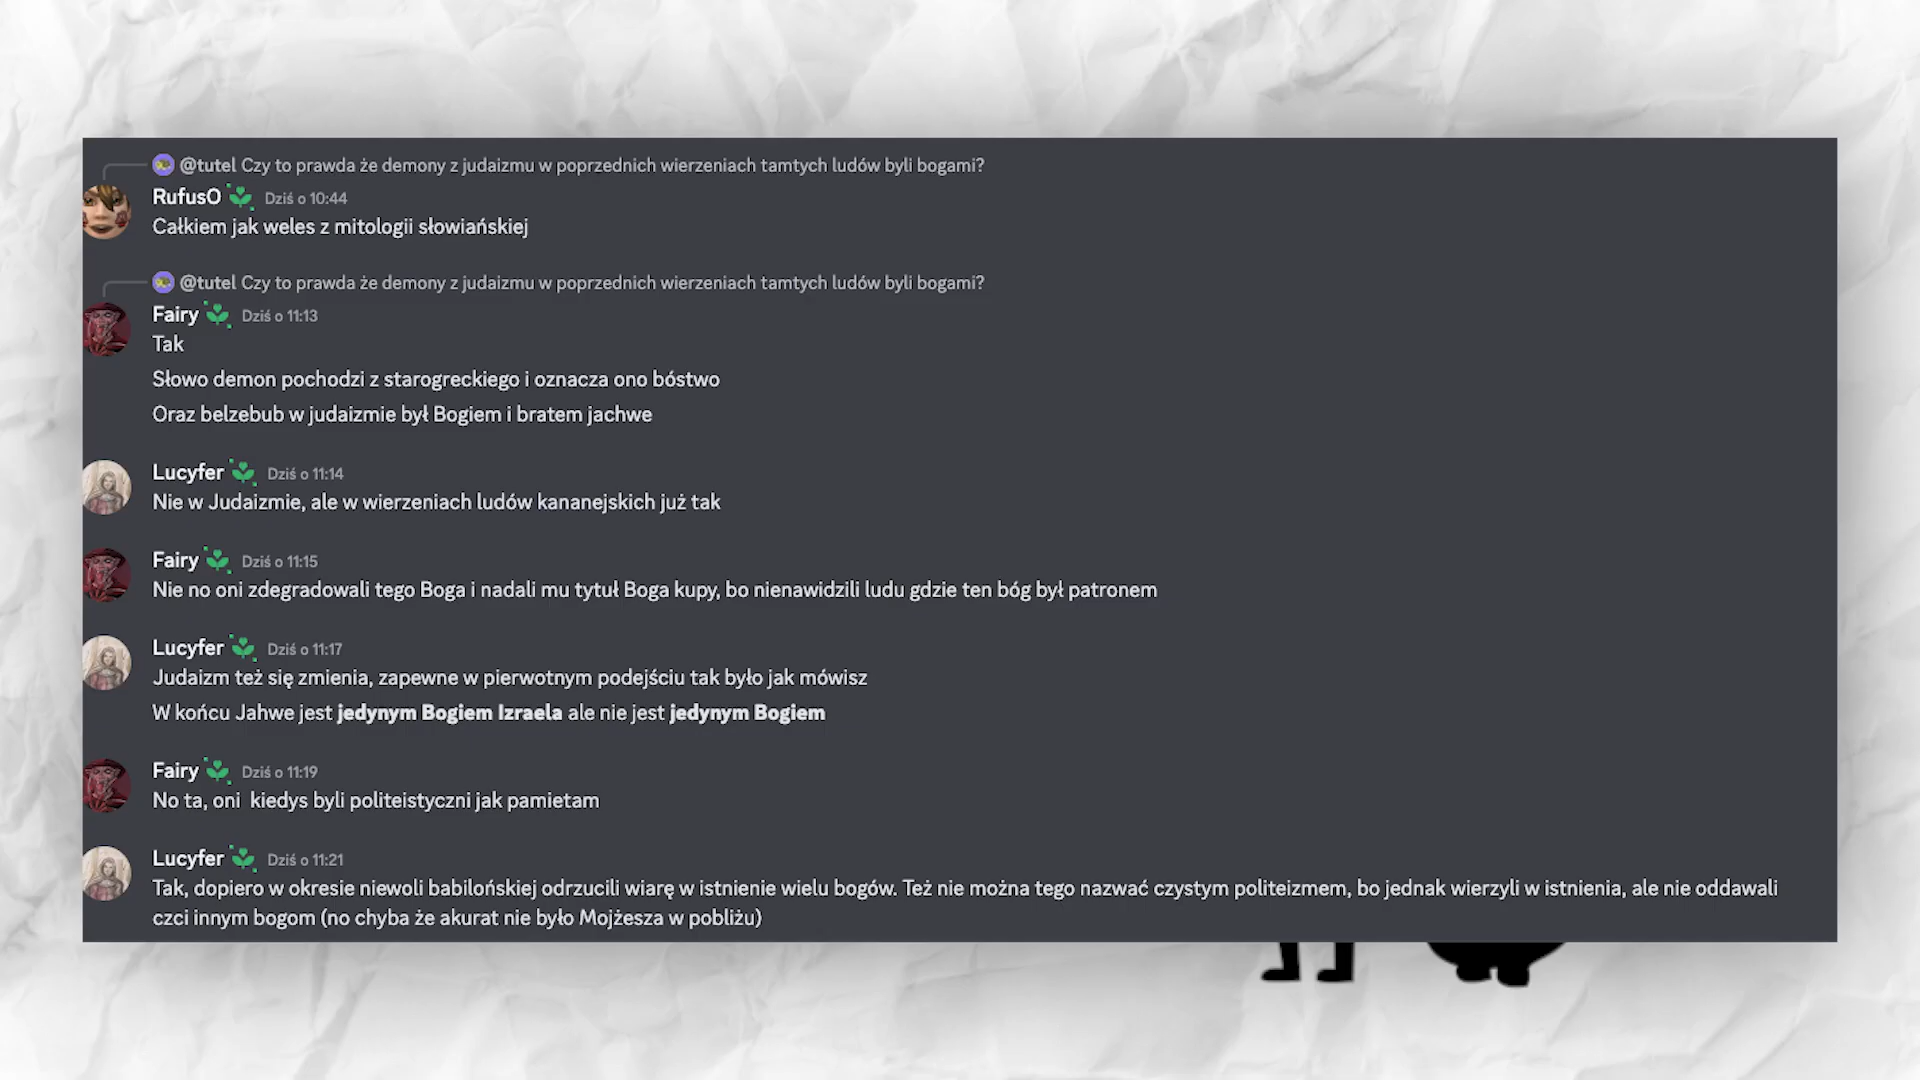 @tutel Czy to prawda że demony z judaizmu w poprzednich wierzeniach tamtych ludów byli bogami?
RufusO Dziś o 10:44
Całkiem jak weles z mitologii słowiańskiej
@tutel Czy to prawda że demony z judaizmu w poprzednich wierzeniach tamtych ludów byli bogami?
Fairy Dziś o 11:13
Tak
Słowo demon pochodzi z starogreckiego i oznacza ono bóstwo
Oraz belzebub w judaizmie był Bogiem i bratem jachwe
Lucyfer Dziś o 11:14
Nie w Judaizmie, ale w wierzeniach ludów kananejskich już tak
Fairy Dziś o 11:15
Nie no oni zdegradowali tego Boga i nadali mu tytuł Boga kupy, bo nienawidzili ludu gdzie ten bóg był patronem
Lucyfer Dziś o 11:17
Judaizm też się zmienia, zapewne w pierwotnym podejściu tak było jak mówisz
W końcu Jahwe jest jedynym Bogiem Izraela ale nie jest jedynym Bogiem
Fairy Dziś o 11:19
No ta, oni kiedys byli politeistyczni jak pamietam
Lucyfer Dziś o 11:21
Tak, dopiero w okresie niewoli babilońskiej odrzucili wiarę w istnienie wielu bogów. Też nie można tego nazwać czystym politeizmem, bo jednak wierzyli w istnienia, ale nie oddawali
czci innym bogom (no chyba że akurat nie było Mojżesza w pobliżu)